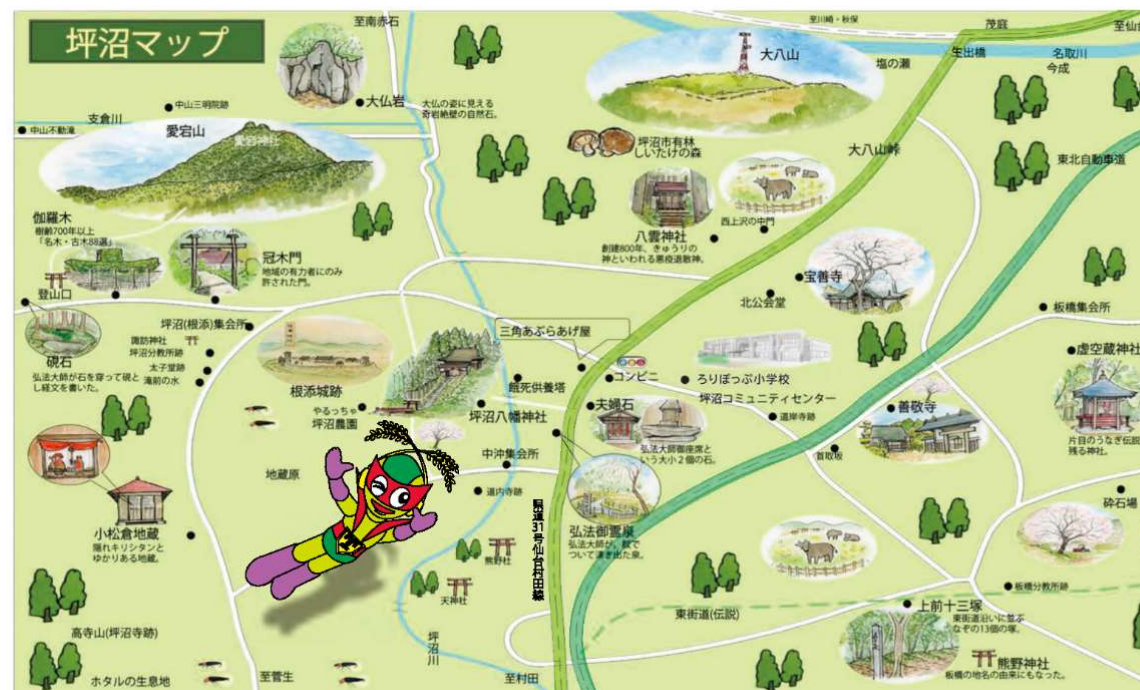 坪沼マップ
至南赤石
至川崎・秋保
茂庭
至仙台
大八山
塩の瀬
生出橋
名取川
今成
大仏岩
大仏の姿に見える
奇岩絶壁の自然石。
中山三明院跡
支倉川
中山不動滝
愛宕山
愛宕神社
坪沼市有林
しいたけの森
大八山峠
東北自動車道
伽羅木
樹齢700年以上
「名木・古木88選」
冠木門
地域の有力者にのみ
許された門。
八雲神社
創建800年、きゅうりの
神といわれる悪疫退散神。
西上沢の中門
登山口
宝善寺
北公会堂
板橋集会所
坪沼(根添)集会所
諏訪神社
坪沼分教所跡
太子堂跡
滝前の水
硯石
弘法大師が石を穿って硯と
し経文を書いた。
三角あぶらあげ屋
虚空蔵神社
根添城跡
餓死供養塔
コンビニ
ろりぽっぷ小学校
坪沼コミュニティセンター
やるっちゃ
坪沼農園
坪沼八幡神社
夫婦石
弘法大師御座席と
いう大小2個の石。
道岸寺跡
善敬寺
首取坂
片目のうなぎ伝説
残る神社。
中沖集会所
地蔵原
道内寺跡
砕石場
小松倉地蔵
隠れキリシタンと
ゆかりある地蔵。
県道31号仙台村田線
弘法御霊泉
弘法大師が、杖で
ついて湧き出た泉。
熊野社
天神社
板橋分教所跡
東街道(伝説)
上前十三塚
東街道沿いに並ぶ
なぞの13個の塚。
高寺山(坪沼寺跡)
坪沼川
熊野神社
板橋の地名の由来にもなった。
ホタルの生息地
至菅生
至村田